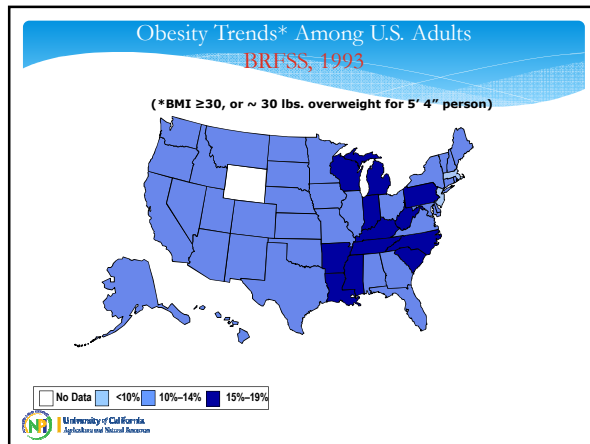 Obesity Trends* Among U.S. Adults
BRFSS, 1993
(*BMI ≥30, or ~ 30 lbs. overweight for 5’ 4” person)
No Data <10% 10%–14% 15%–19%
University of California
Agriculture and Natural Resources